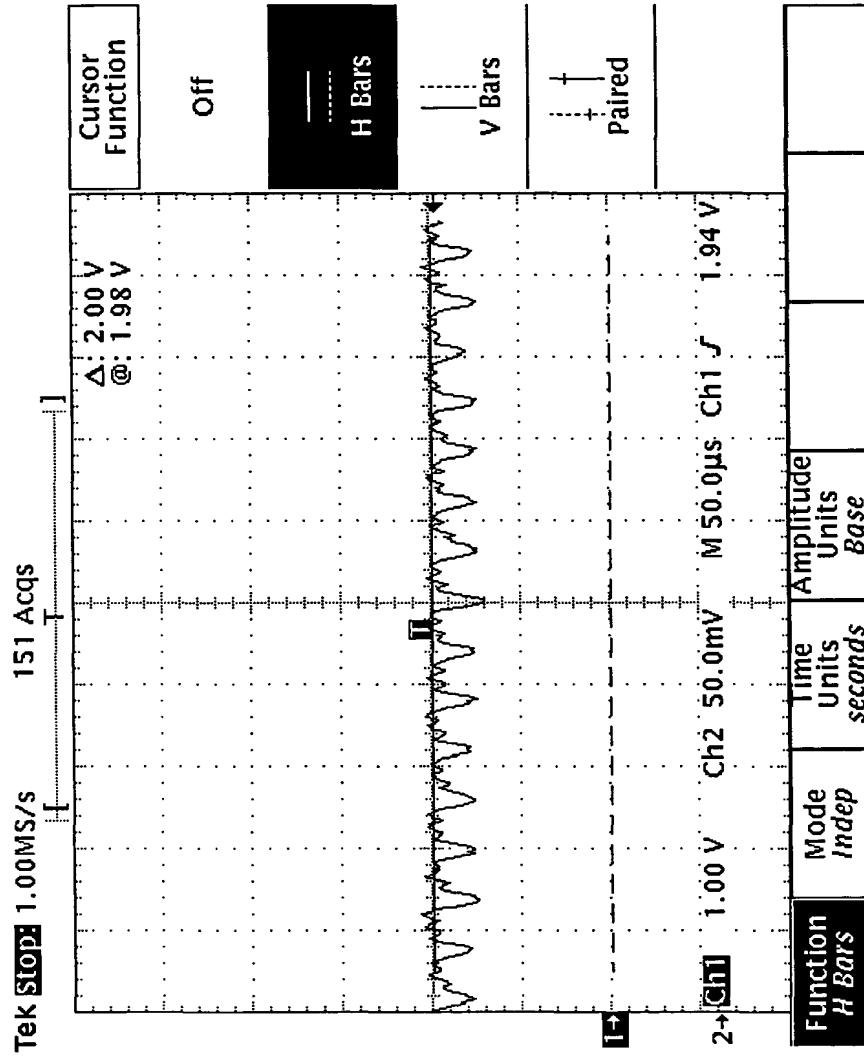 Tek Stop: 1.00MS/s 151 Acqs
Δ: 2.00 V
@: 1.98 V
1→
2→
Ch1 1.00 V Ch2 50.0mV M 50.0µs Ch1 1.94 V
Cursor
Function
Off
H Bars
V Bars
Paired
Function
H Bars
Mode
Indep
Time
Units
seconds
Amplitude
Units
Base